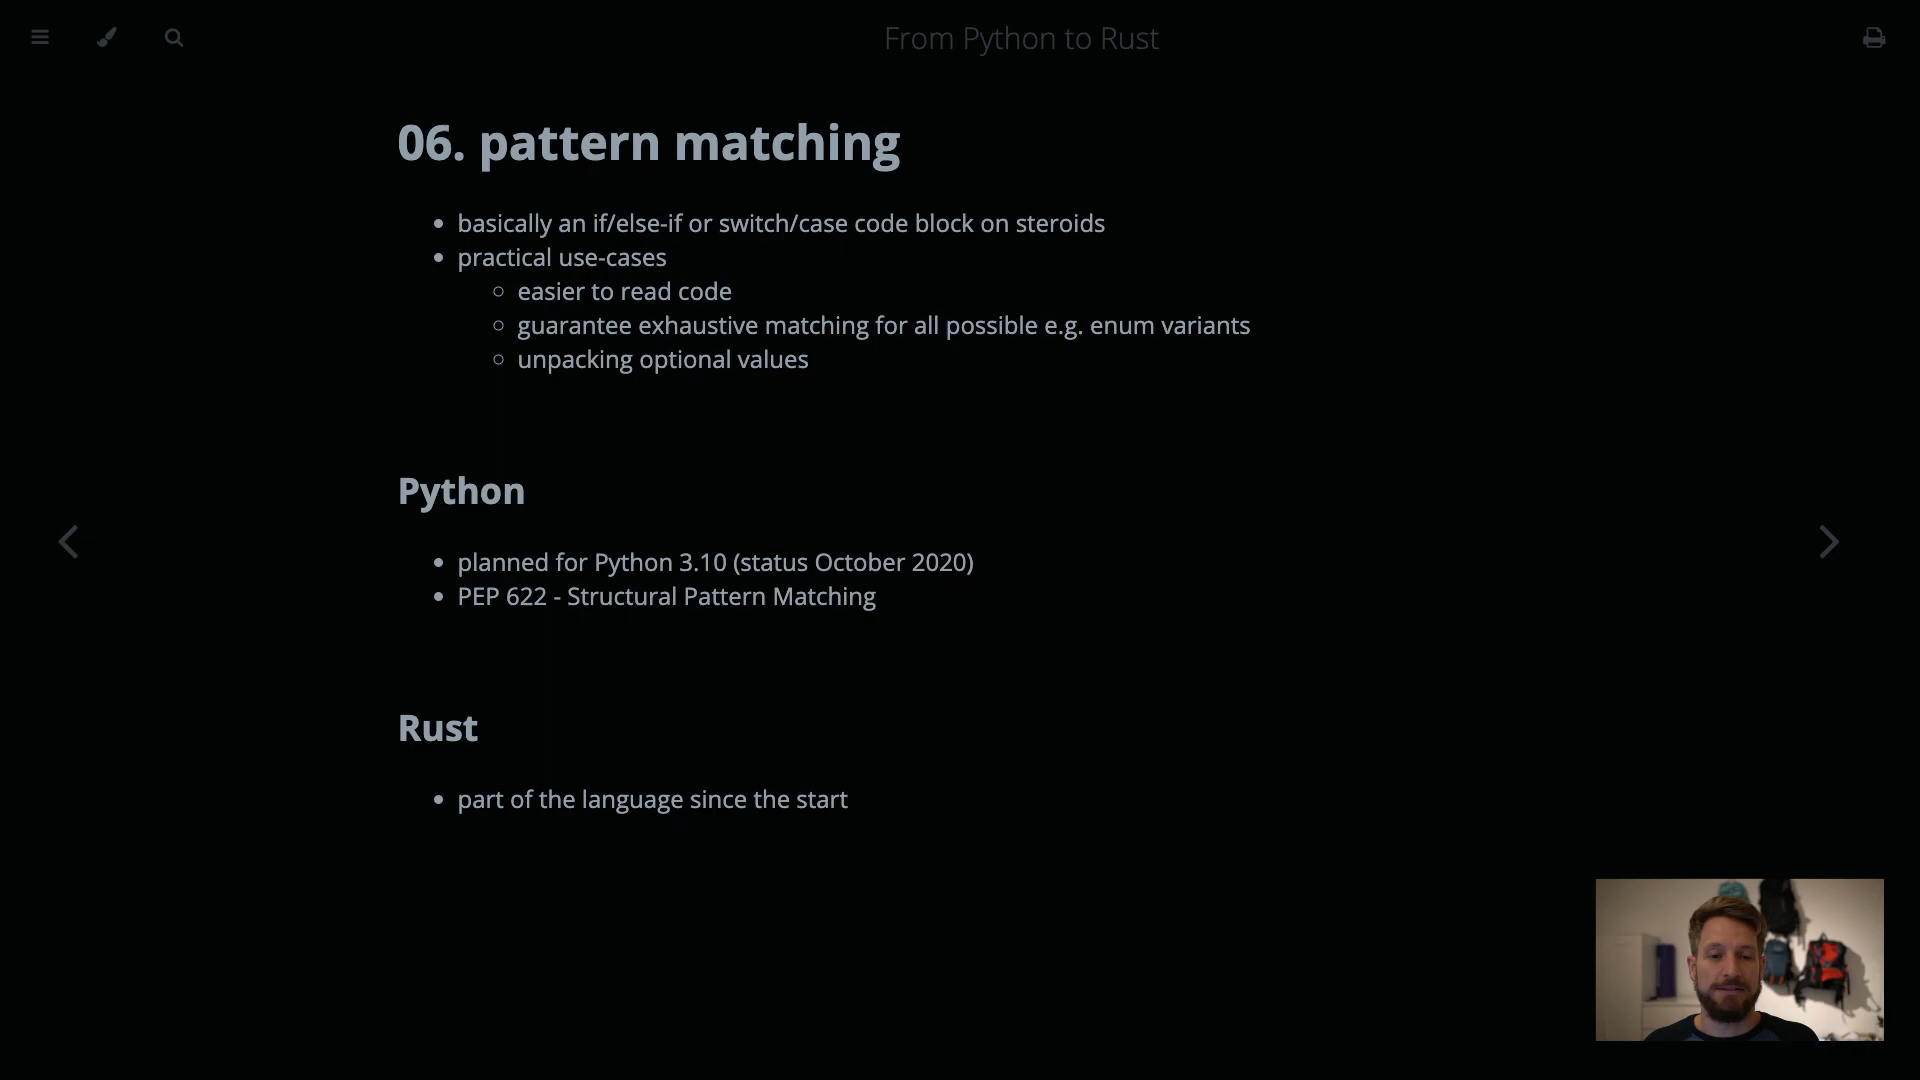 From Python to Rust
06. pattern matching
• basically an if/else-if or switch/case code block on steroids
• practical use-cases
○ easier to read code
○ guarantee exhaustive matching for all possible e.g. enum variants
○ unpacking optional values
Python
• planned for Python 3.10 (status October 2020)
• PEP 622 - Structural Pattern Matching
Rust
• part of the language since the start